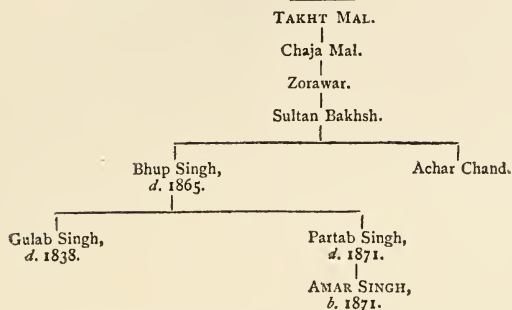 TAKHT MAL.
Chaja Mal.
Zorawar.
Sultan Bakhsh.
Bhup Singh, Achar Chand.
d. 1865.
Gulab Singh, Partab Singh,
d. 1838. d. 1871.
AMAR SINGH,
b. 1871.